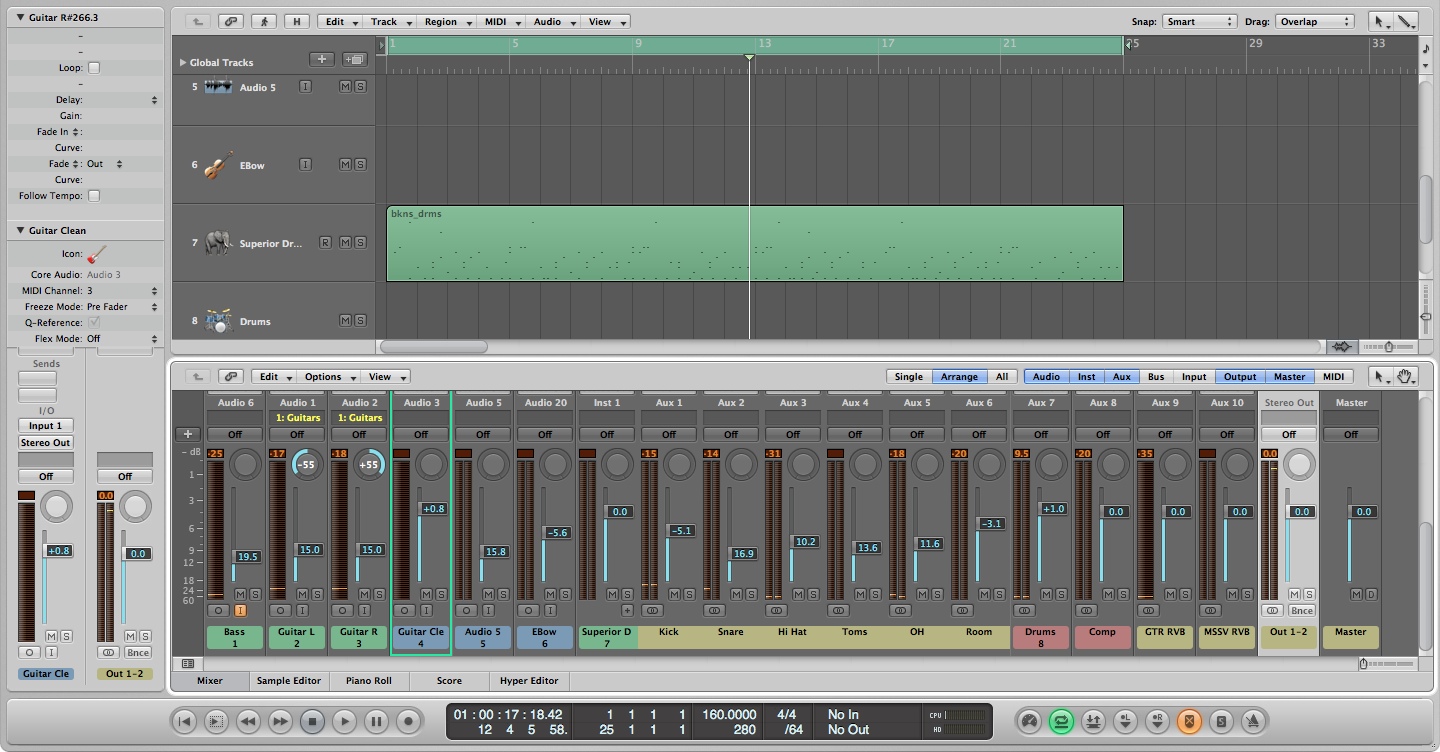 Guitar R#266.3
–
–
Loop:
–
Delay:
Gain:
Fade In :
Curve:
Fade : Out
Curve:
Follow Tempo:
Guitar Clean
Icon:
Core Audio: Audio 3
MIDI Channel: 3
Freeze Mode: Pre Fader
Q-Reference:
Flex Mode: Off
Sends
I/O
Input 1
Stereo Out
Off Off
0.0
+0.8 0.0
M S M S
O I Bnce
Guitar Cle Out 1-2
H Edit Track Region MIDI Audio View Snap: Smart Drag: Overlap
1 5 9 13 17 21 25 29 33
Global Tracks
5 Audio 5 I M S
6 EBow I M S
bkns_drms
7 Superior Dr... R M S
8 Drums M S
Edit Options View Single Arrange All Audio Inst Aux Bus Input Output Master MIDI
Audio 6 Audio 1 Audio 2 Audio 3 Audio 5 Audio 20 Inst 1 Aux 1 Aux 2 Aux 3 Aux 4 Aux 5 Aux 6 Aux 7 Aux 8 Aux 9 Aux 10 Stereo Out Master
1: Guitars 1: Guitars
Off Off Off Off Off Off Off Off Off Off Off Off Off Off Off Off Off Off Off
- dB -25 -17 -18 -15 -14 -31 -18 -20 9.5 -20 -35 0.0
−55 +55
1
3
6
9
12
18
24
60
19.5 15.0 15.0 +0.8 15.8 −5.6 0.0 −5.1 16.9 10.2 13.6 11.6 −3.1 +1.0 0.0 0.0 0.0 0.0 0.0
M S M S M S M S M S M S M S M S M S M S M S M S M S M S M S M S M S M S M D
I I I I I I Bnce
Bass Guitar L Guitar R Guitar Cle Audio 5 EBow Superior D Kick Snare Hi Hat Toms OH Room Drums Comp GTR RVB MSSV RVB Out 1-2 Master
1 2 3 4 5 6 7 8
Mixer Sample Editor Piano Roll Score Hyper Editor
01 : 00 : 17 : 18.42 1 1 1 1 160.0000 4/4 No In CPU
12 4 5 58. 25 1 1 1 280 /64 No Out HD
L R S